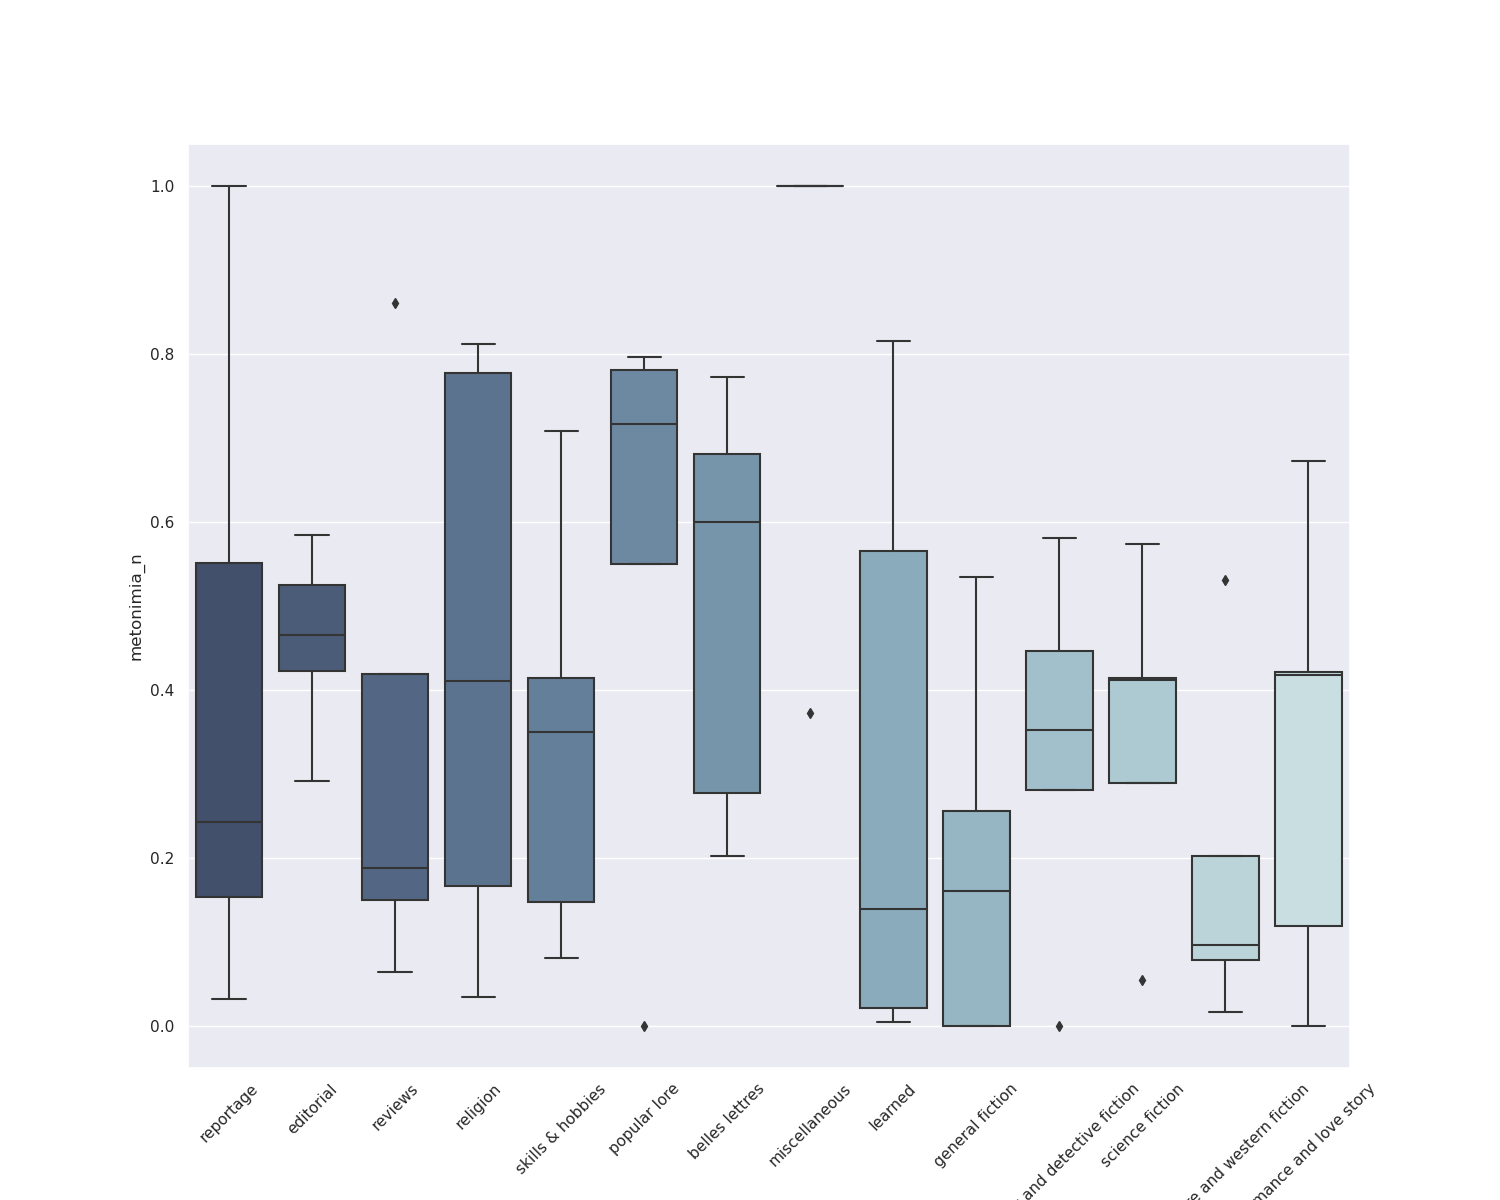 1.0
0.8
0.6
0.4
0.2
0.0
metonimia_n
reportage
editorial
reviews
religion
skills & hobbies
popular lore
belles lettres
miscellaneous
learned
general fiction
and detective fiction
science fiction
and western fiction
and love story